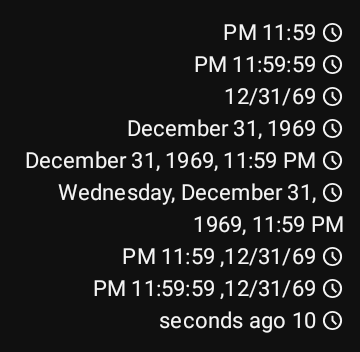 PM 11:59
PM 11:59:59
12/31/69
December 31, 1969
December 31, 1969, 11:59 PM
Wednesday, December 31,
1969, 11:59 PM
PM 11:59 ,12/31/69
PM 11:59:59 ,12/31/69
seconds ago 10